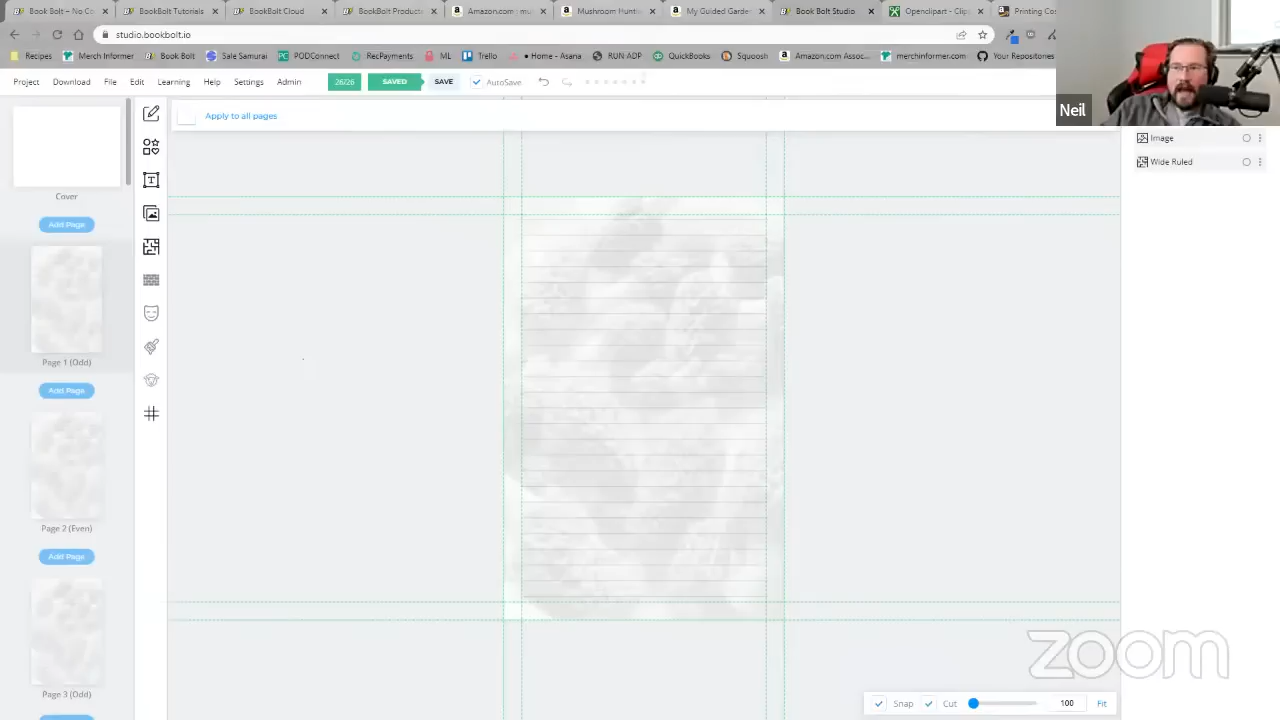 BookBolt – No Co
BookBolt Tutorials
BookBolt Cloud
BookBolt Product
Amazon.com : mu
Mushroom Huntin
My Guided Garde
Book Bolt Studio
Openclipart - Clip
Printing Cos
studio.bookbolt.io
Recipes
Merch Informer
Book Bolt
Sale Samurai
PODConnect
RecPayments
ML
Trello
• Home - Asana
RUN-ADP
QuickBooks
Squoosh
Amazon.com Assoc...
merchinformer.com
Your Repositories
Project Download File Edit Learning Help Settings Admin 26/26 SAVED SAVE AutoSave
Neil
Apply to all pages
Image
Wide Ruled
Cover
Add Page
Page 1 (Odd)
Add Page
Page 2 (Even)
Add Page
Page 3 (Odd)
zoom
Snap Cut 100 Fit